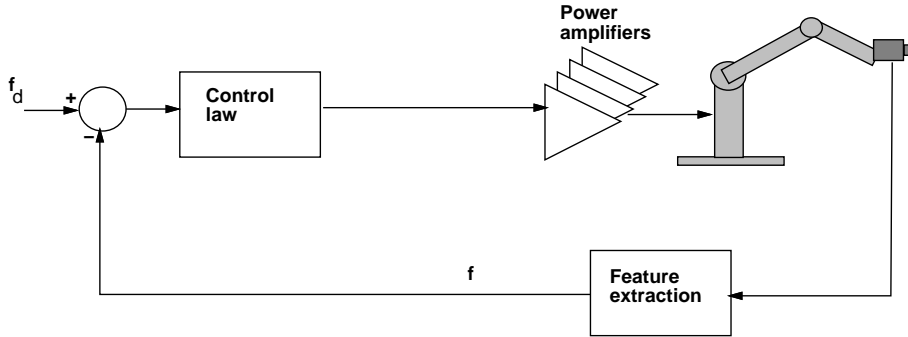 Power
amplifiers
f
d
+
−
Control
law
f
Feature
extraction